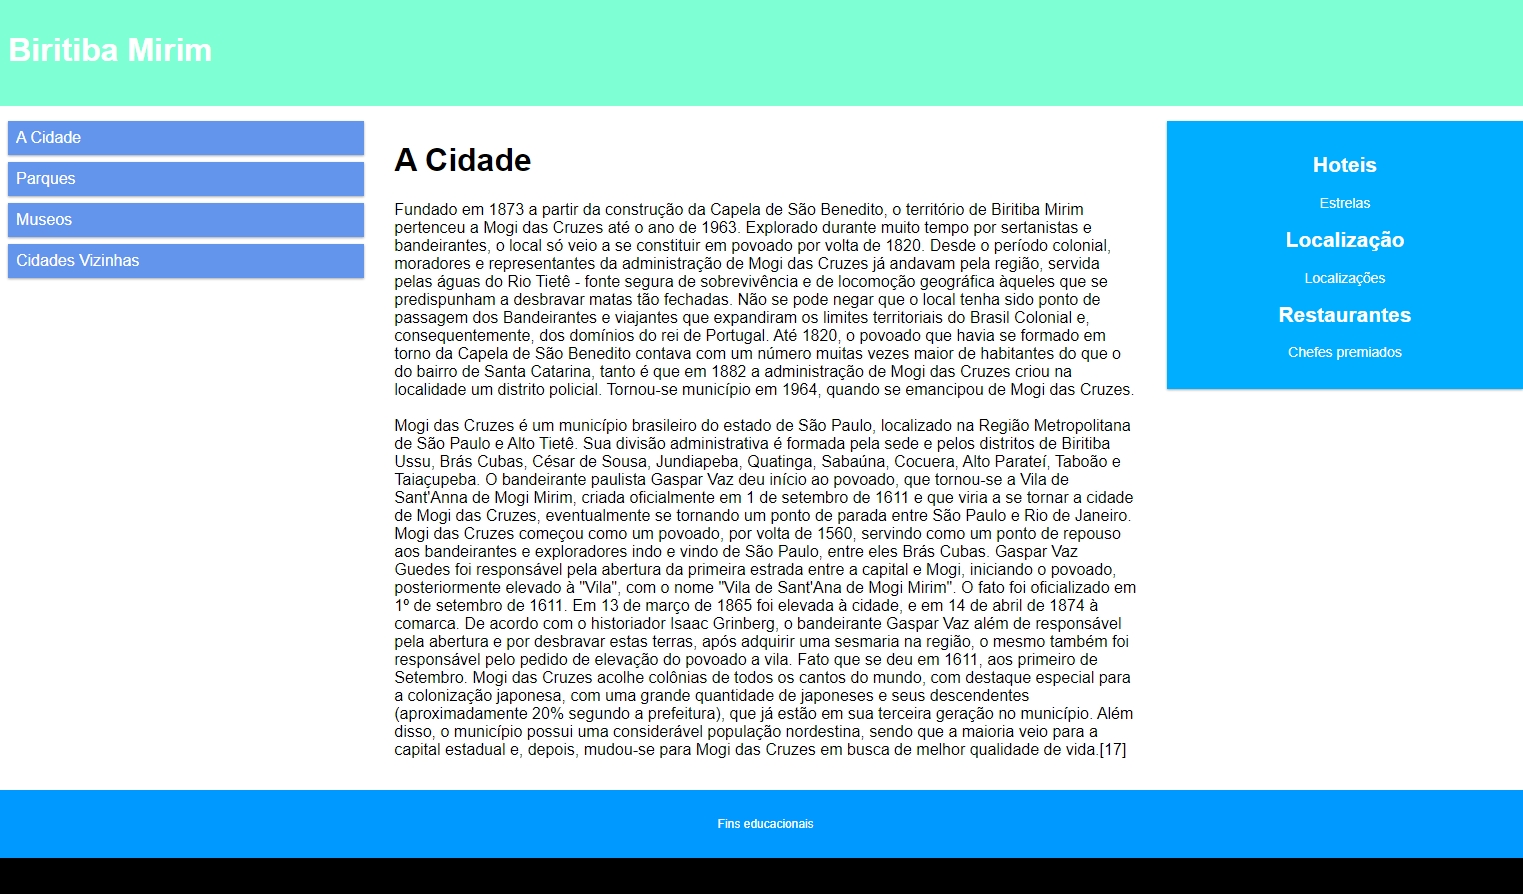 Biritiba Mirim
A Cidade
Parques
Museos
Cidades Vizinhas
A Cidade
Fundado em 1873 a partir da construção da Capela de São Benedito, o território de Biritiba Mirim
pertenceu a Mogi das Cruzes até o ano de 1963. Explorado durante muito tempo por sertanistas e
bandeirantes, o local só veio a se constituir em povoado por volta de 1820. Desde o período colonial,
moradores e representantes da administração de Mogi das Cruzes já andavam pela região, servida
pelas águas do Rio Tietê - fonte segura de sobrevivência e de locomoção geográfica àqueles que se
predispunham a desbravar matas tão fechadas. Não se pode negar que o local tenha sido ponto de
passagem dos Bandeirantes e viajantes que expandiram os limites territoriais do Brasil Colonial e,
consequentemente, dos domínios do rei de Portugal. Até 1820, o povoado que havia se formado em
torno da Capela de São Benedito contava com um número muitas vezes maior de habitantes do que o
do bairro de Santa Catarina, tanto é que em 1882 a administração de Mogi das Cruzes criou na
localidade um distrito policial. Tornou-se município em 1964, quando se emancipou de Mogi das Cruzes.
Mogi das Cruzes é um município brasileiro do estado de São Paulo, localizado na Região Metropolitana
de São Paulo e Alto Tietê. Sua divisão administrativa é formada pela sede e pelos distritos de Biritiba
Ussu, Brás Cubas, César de Sousa, Jundiapeba, Quatinga, Sabaúna, Cocuera, Alto Parateí, Taboão e
Taiaçupeba. O bandeirante paulista Gaspar Vaz deu início ao povoado, que tornou-se a Vila de
Sant'Anna de Mogi Mirim, criada oficialmente em 1 de setembro de 1611 e que viria a se tornar a cidade
de Mogi das Cruzes, eventualmente se tornando um ponto de parada entre São Paulo e Rio de Janeiro.
Mogi das Cruzes começou como um povoado, por volta de 1560, servindo como um ponto de repouso
aos bandeirantes e exploradores indo e vindo de São Paulo, entre eles Brás Cubas. Gaspar Vaz
Guedes foi responsável pela abertura da primeira estrada entre a capital e Mogi, iniciando o povoado,
posteriormente elevado à "Vila", com o nome "Vila de Sant'Ana de Mogi Mirim". O fato foi oficializado em
1º de setembro de 1611. Em 13 de março de 1865 foi elevada à cidade, e em 14 de abril de 1874 à
comarca. De acordo com o historiador Isaac Grinberg, o bandeirante Gaspar Vaz além de responsável
pela abertura e por desbravar estas terras, após adquirir uma sesmaria na região, o mesmo também foi
responsável pelo pedido de elevação do povoado a vila. Fato que se deu em 1611, aos primeiro de
Setembro. Mogi das Cruzes acolhe colônias de todos os cantos do mundo, com destaque especial para
a colonização japonesa, com uma grande quantidade de japoneses e seus descendentes
(aproximadamente 20% segundo a prefeitura), que já estão em sua terceira geração no município. Além
disso, o município possui uma considerável população nordestina, sendo que a maioria veio para a
capital estadual e, depois, mudou-se para Mogi das Cruzes em busca de melhor qualidade de vida.[17]
Hoteis
Estrelas
Localização
Localizações
Restaurantes
Chefes premiados
Fins educacionais